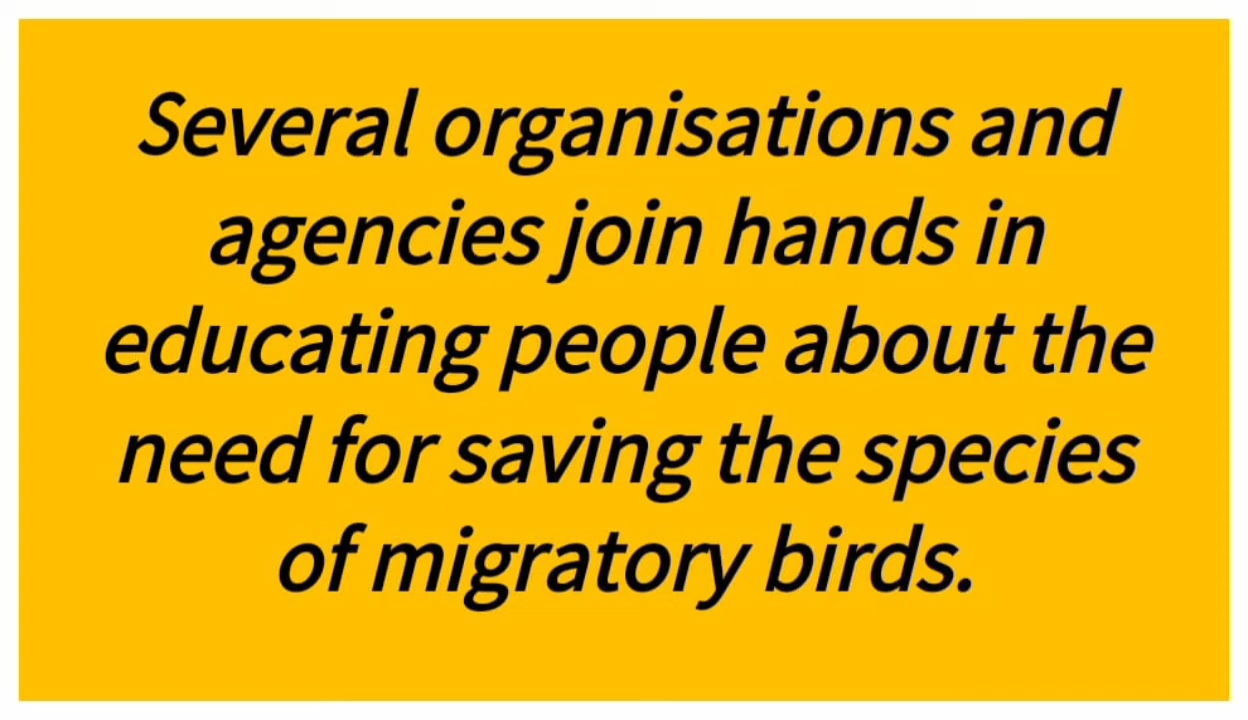 Several organisations and
agencies join hands in
educating people about the
need for saving the species
of migratory birds.